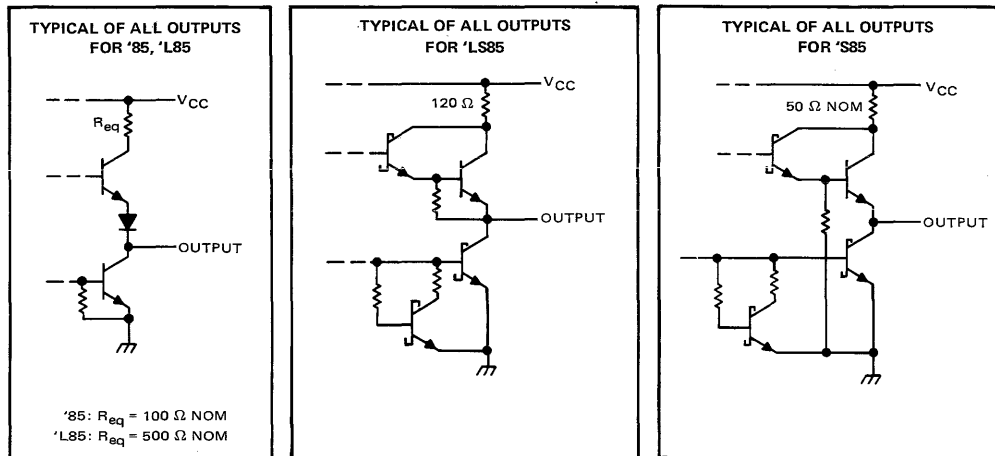 TYPICAL OF ALL OUTPUTS
FOR '85, 'L85
VCC
Req
OUTPUT
'85: Req = 100 Ω NOM
'L85: Req = 500 Ω NOM
TYPICAL OF ALL OUTPUTS
FOR 'LS85
VCC
120 Ω
OUTPUT
TYPICAL OF ALL OUTPUTS
FOR 'S85
VCC
50 Ω NOM
OUTPUT